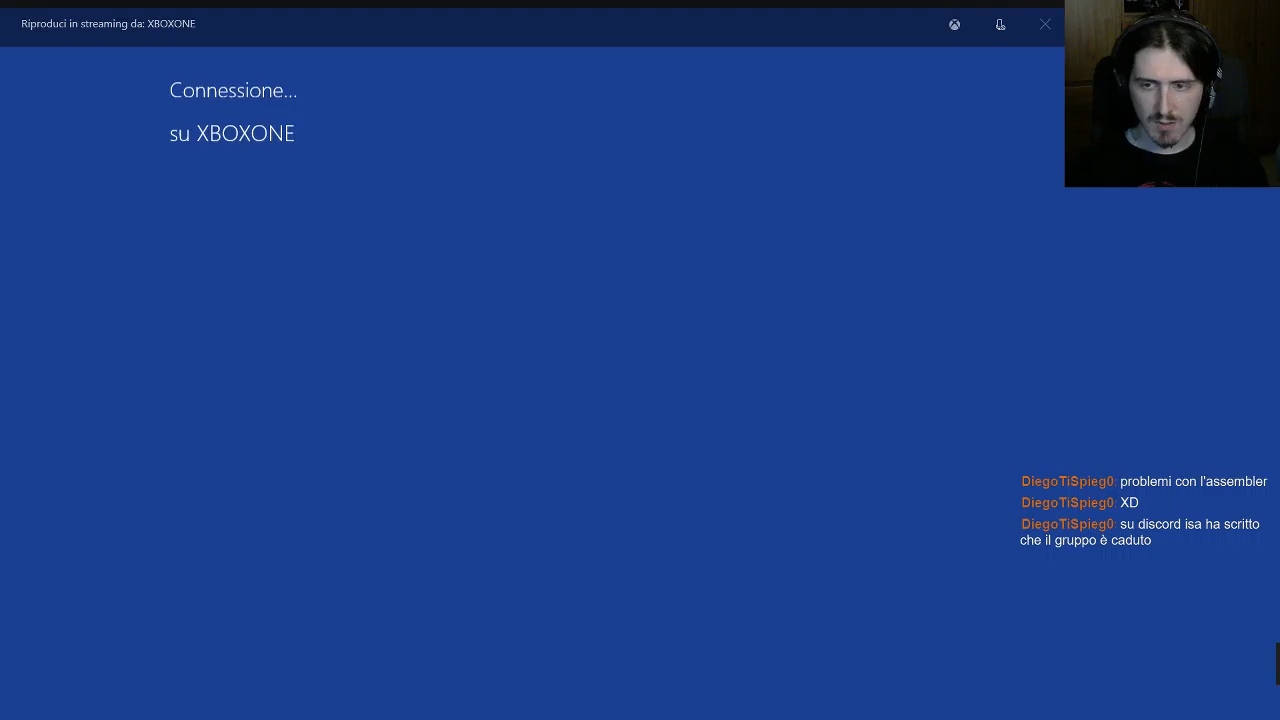 Riproduci in streaming da: XBOXONE
Connessione...
su XBOXONE
DiegoTiSpieg0: problemi con l'assembler
DiegoTiSpieg0: XD
DiegoTiSpieg0: su discord isa ha scritto
che il gruppo è caduto